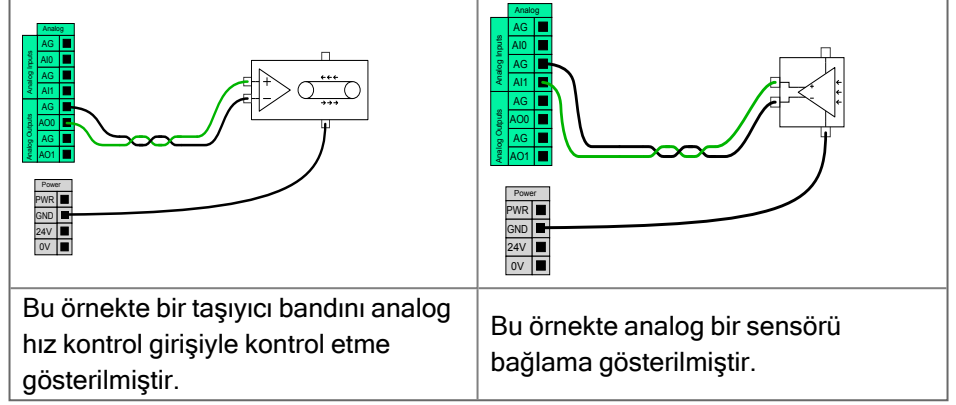 Analog
AG
AI0
AG
AI1
AG
AO0
AG
AO1
Analog Inputs
Analog Outputs
Power
PWR
GND
24V
0V
+
−
Analog
AG
AI0
AG
AI1
AG
AO0
AG
AO1
Analog Inputs
Analog Outputs
Power
PWR
GND
24V
0V
+
-
Bu örnekte bir taşıyıcı bandını analog
hız kontrol girişiyle kontrol etme
gösterilmiştir.
Bu örnekte analog bir sensörü
bağlama gösterilmiştir.